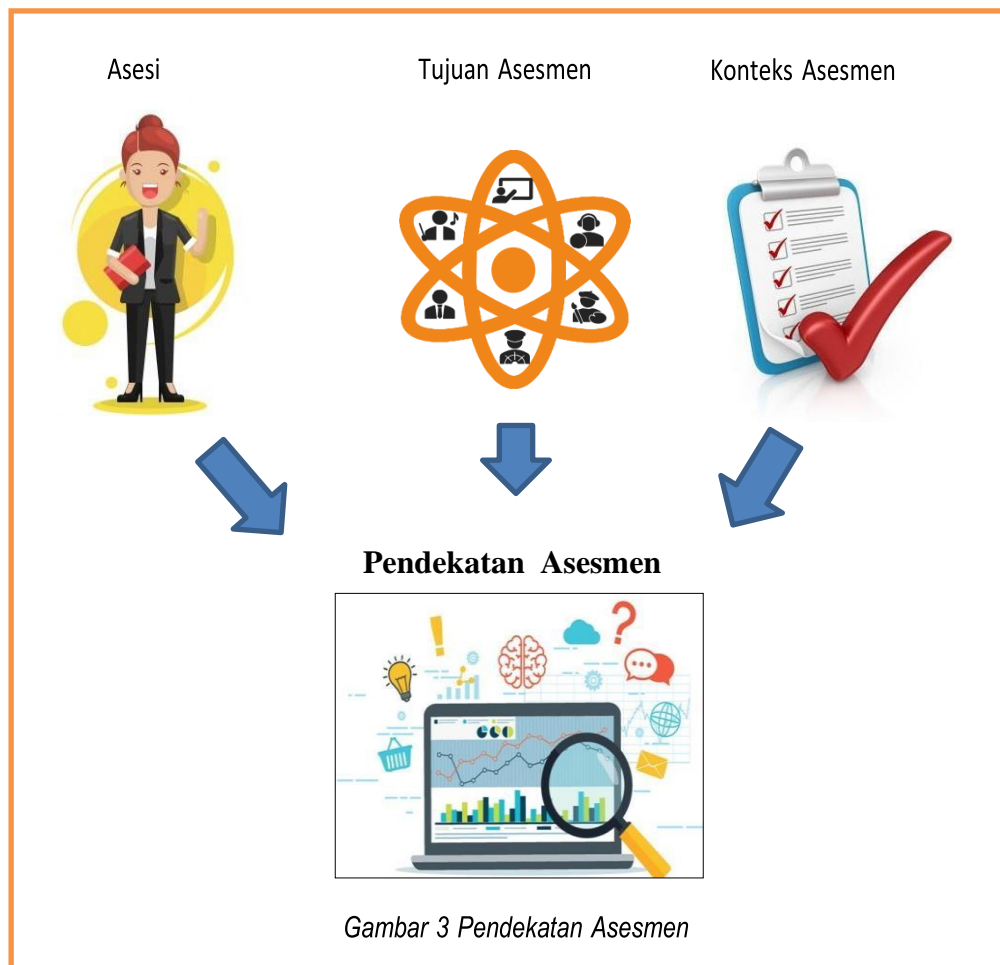 Asesi
Tujuan Asesmen
Konteks Asesmen
Pendekatan Asesmen
Gambar 3 Pendekatan Asesmen